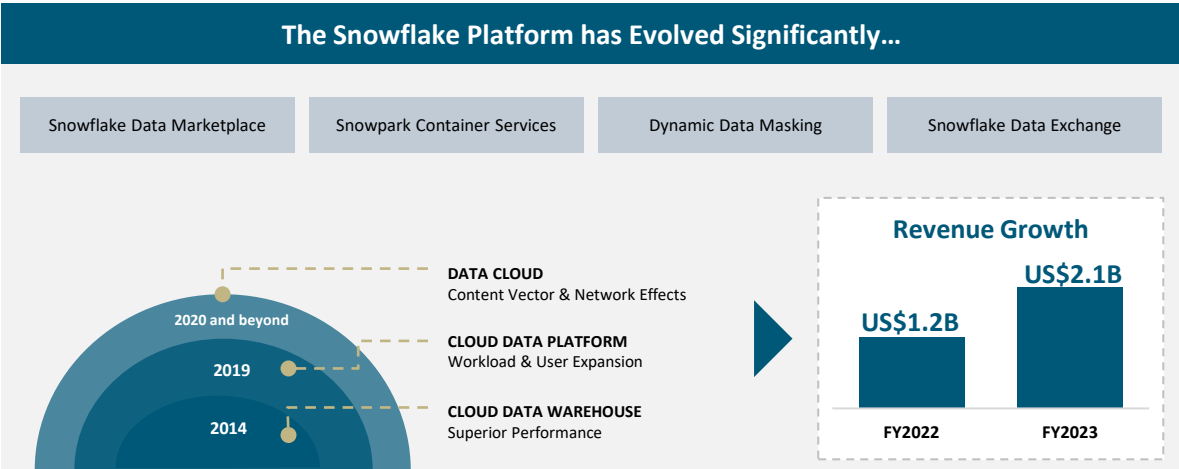 The Snowflake Platform has Evolved Significantly…
Snowflake Data Marketplace
Snowpark Container Services
Dynamic Data Masking
Snowflake Data Exchange
2020 and beyond
2019
2014
DATA CLOUD
Content Vector & Network Effects
CLOUD DATA PLATFORM
Workload & User Expansion
CLOUD DATA WAREHOUSE
Superior Performance
Revenue Growth
US$1.2B
US$2.1B
FY2022
FY2023